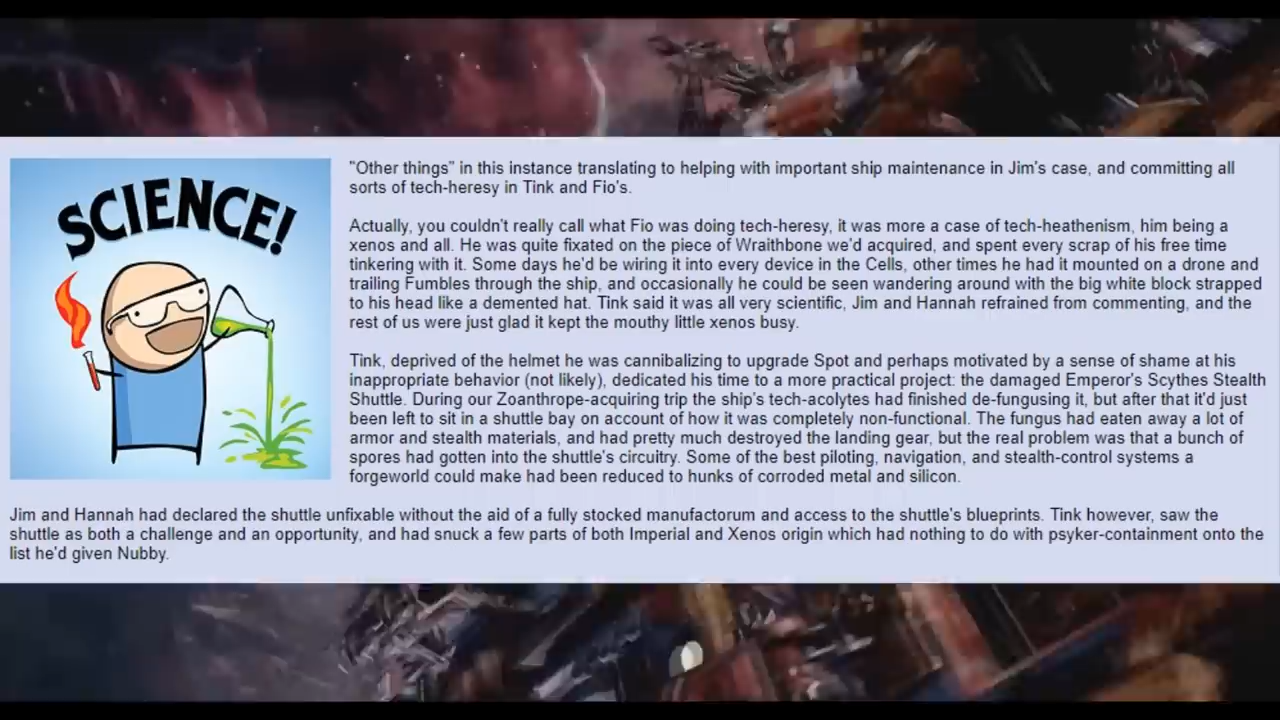 SCIENCE!
"Other things" in this instance translating to helping with important ship maintenance in Jim's case, and committing all
sorts of tech-heresy in Tink and Fio's.
Actually, you couldn't really call what Fio was doing tech-heresy, it was more a case of tech-heathenism, him being a
xenos and all. He was quite fixated on the piece of Wraithbone we'd acquired, and spent every scrap of his free time
tinkering with it. Some days he'd be wiring it into every device in the Cells, other times he had it mounted on a drone and
trailing Fumbles through the ship, and occasionally he could be seen wandering around with the big white block strapped
to his head like a demented hat. Tink said it was all very scientific, Jim and Hannah refrained from commenting, and the
rest of us were just glad it kept the mouthy little xenos busy.
Tink, deprived of the helmet he was cannibalizing to upgrade Spot and perhaps motivated by a sense of shame at his
inappropriate behavior (not likely), dedicated his time to a more practical project: the damaged Emperor's Scythes Stealth
Shuttle. During our Zoanthrope-acquiring trip the ship's tech-acolytes had finished de-fungusing it, but after that it'd just
been left to sit in a shuttle bay on account of how it was completely non-functional. The fungus had eaten away a lot of
armor and stealth materials, and had pretty much destroyed the landing gear, but the real problem was that a bunch of
spores had gotten into the shuttle's circuitry. Some of the best piloting, navigation, and stealth-control systems a
forgeworld could make had been reduced to hunks of corroded metal and silicon.
Jim and Hannah had declared the shuttle unfixable without the aid of a fully stocked manufactorum and access to the shuttle's blueprints. Tink however, saw the
shuttle as both a challenge and an opportunity, and had snuck a few parts of both Imperial and Xenos origin which had nothing to do with psyker-containment onto the
list he'd given Nubby.